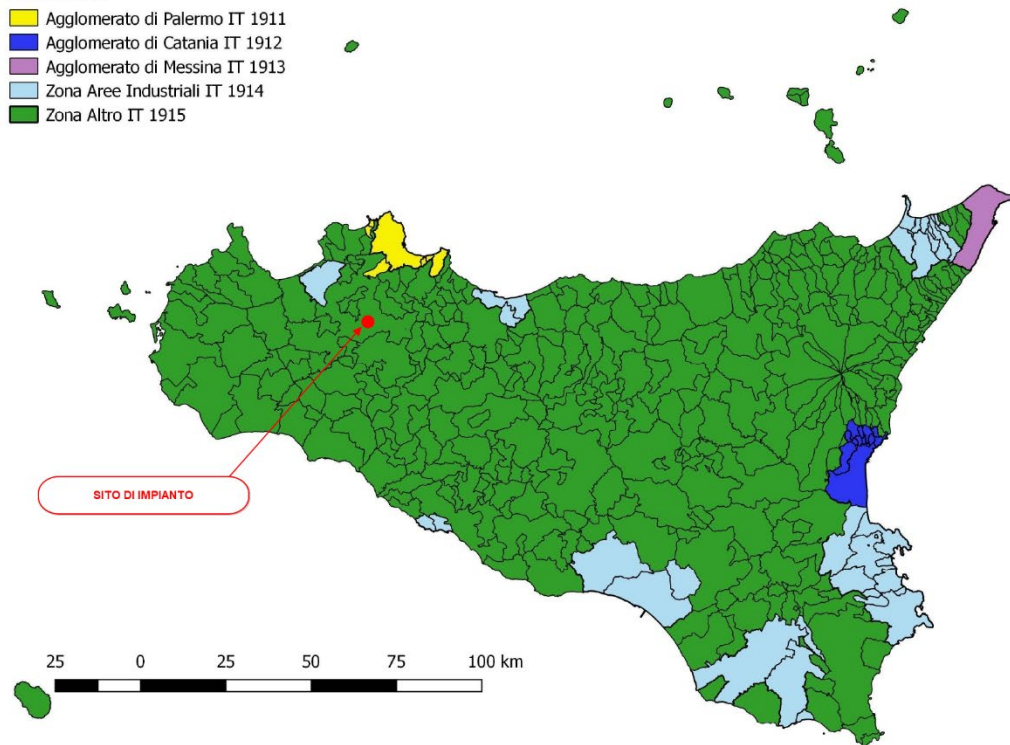 Agglomerato di Palermo IT 1911
Agglomerato di Catania IT 1912
Agglomerato di Messina IT 1913
Zona Aree Industriali IT 1914
Zona Altro IT 1915
SITO DI IMPIANTO
25 0 25 50 75 100 km